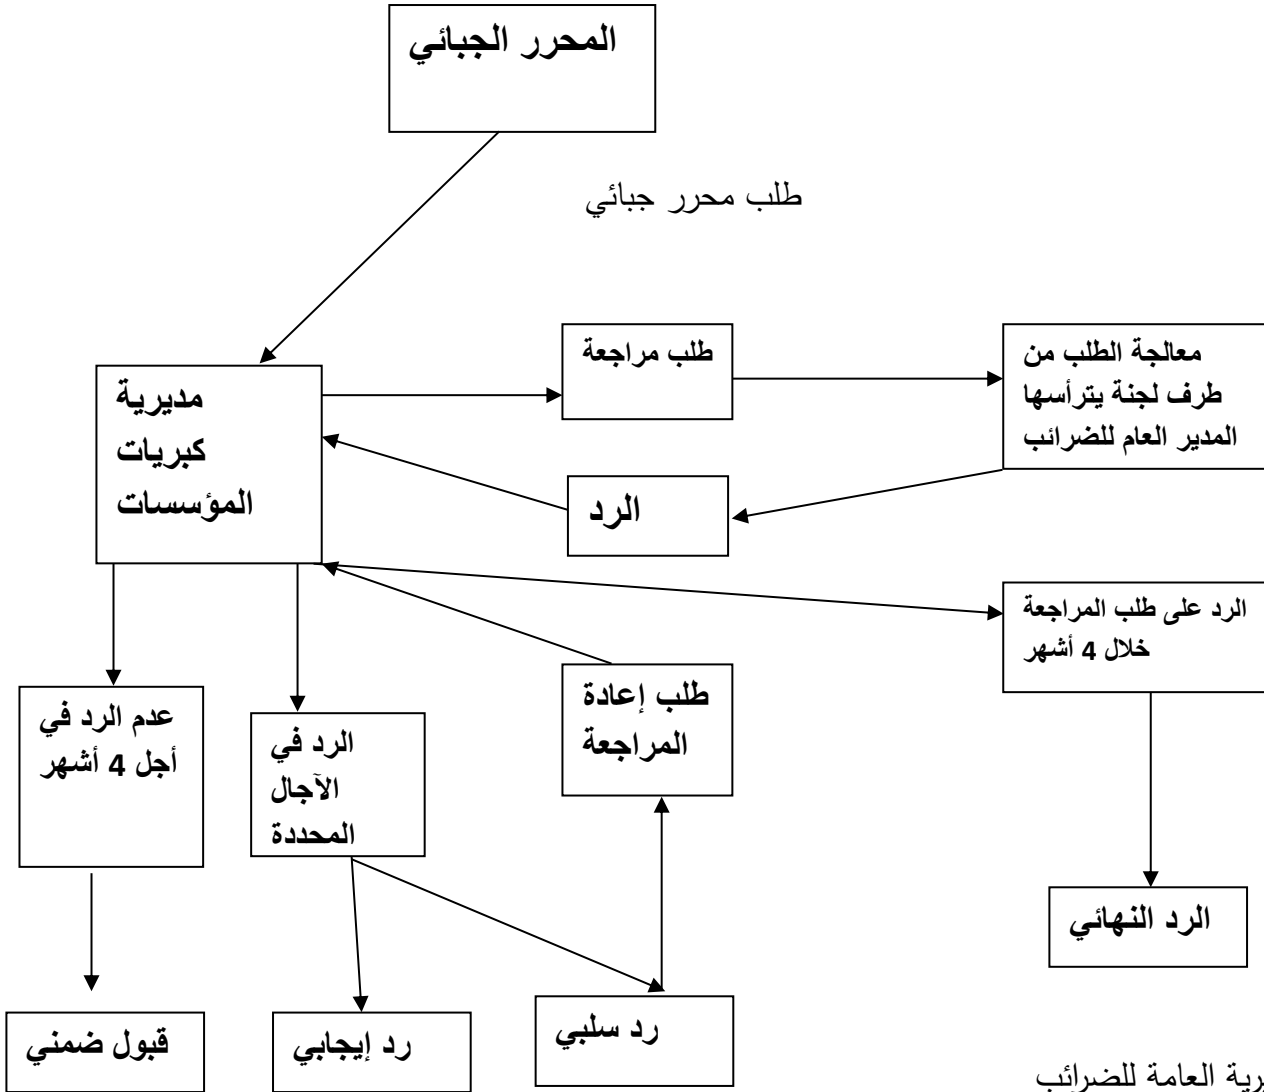 المحرر الجبائي
طلب محرر جبائي
معالجة الطلب من
طرف لجنة يترأسها
المدير العام للضرائب
طلب مراجعة
مديرية
كبريات
المؤسسات
الرد
الرد على طلب المراجعة
خلال 4 أشهر
طلب إعادة
المراجعة
الرد في
الآجال
المحددة
عدم الرد في
أجل 4 أشهر
الرد النهائي
رد سلبي
رد إيجابي
قبول ضمني
العامة للضرائب